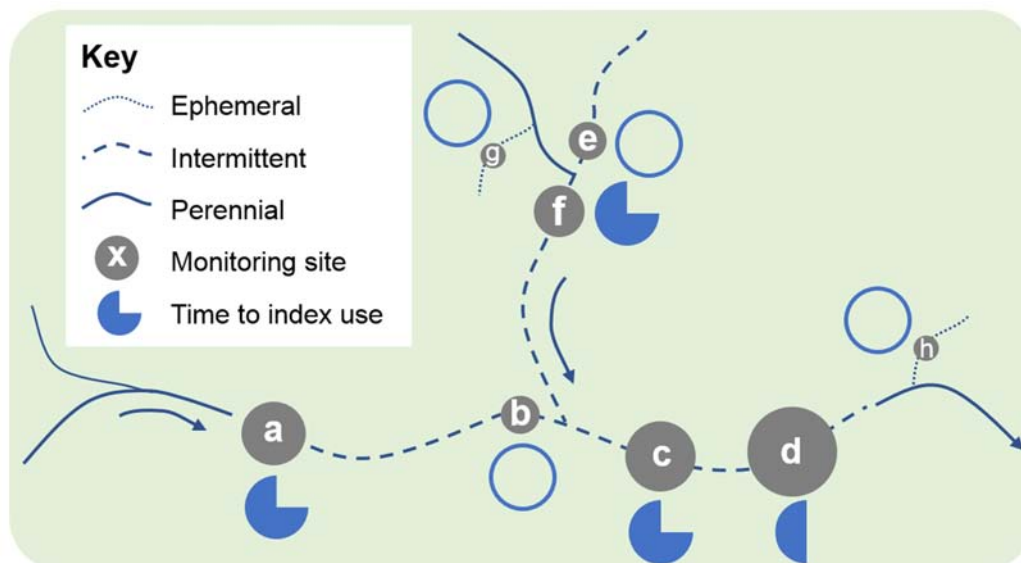 Key
Ephemeral
Intermittent
Perennial
x Monitoring site
Time to index use
g
e
f
h
a
b
c
d